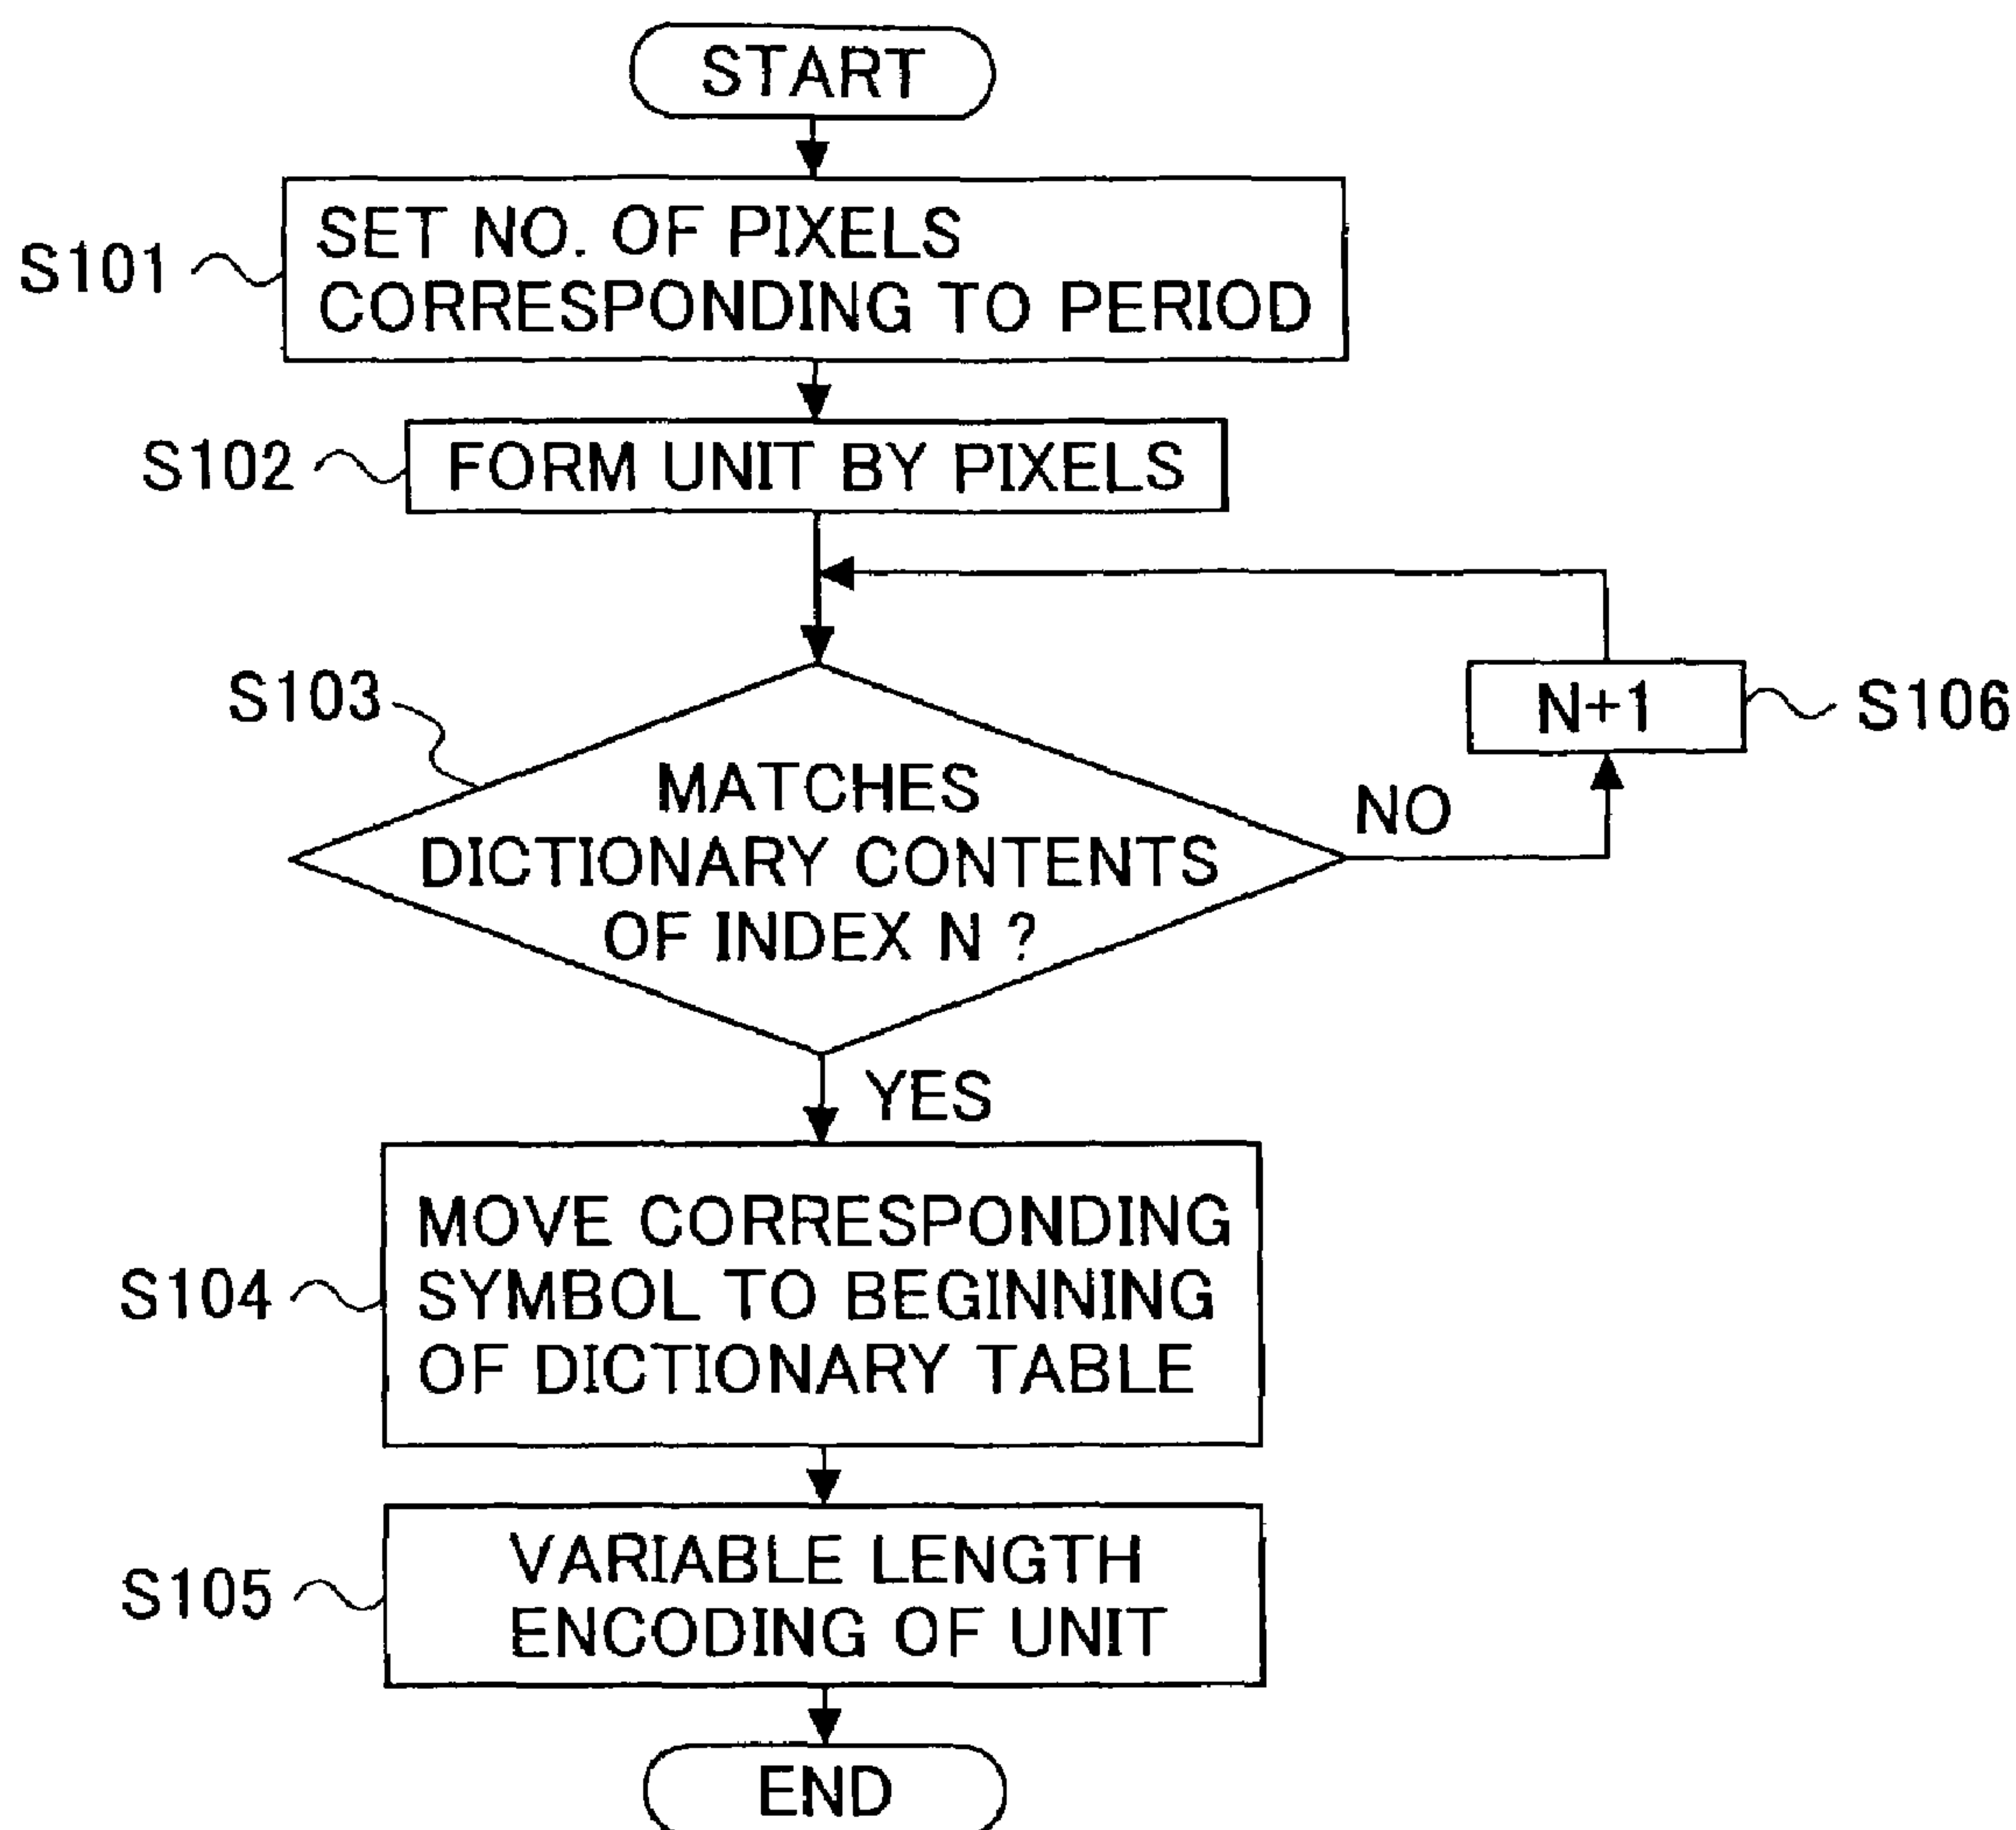 START
S101
SET NO. OF PIXELS
CORRESPONDING TO PERIOD
S102
FORM UNIT BY PIXELS
S103
MATCHES
DICTIONARY CONTENTS
OF INDEX N ?
NO
N+1
S106
YES
S104
MOVE CORRESPONDING
SYMBOL TO BEGINNING
OF DICTIONARY TABLE
S105
VARIABLE LENGTH
ENCODING OF UNIT
END